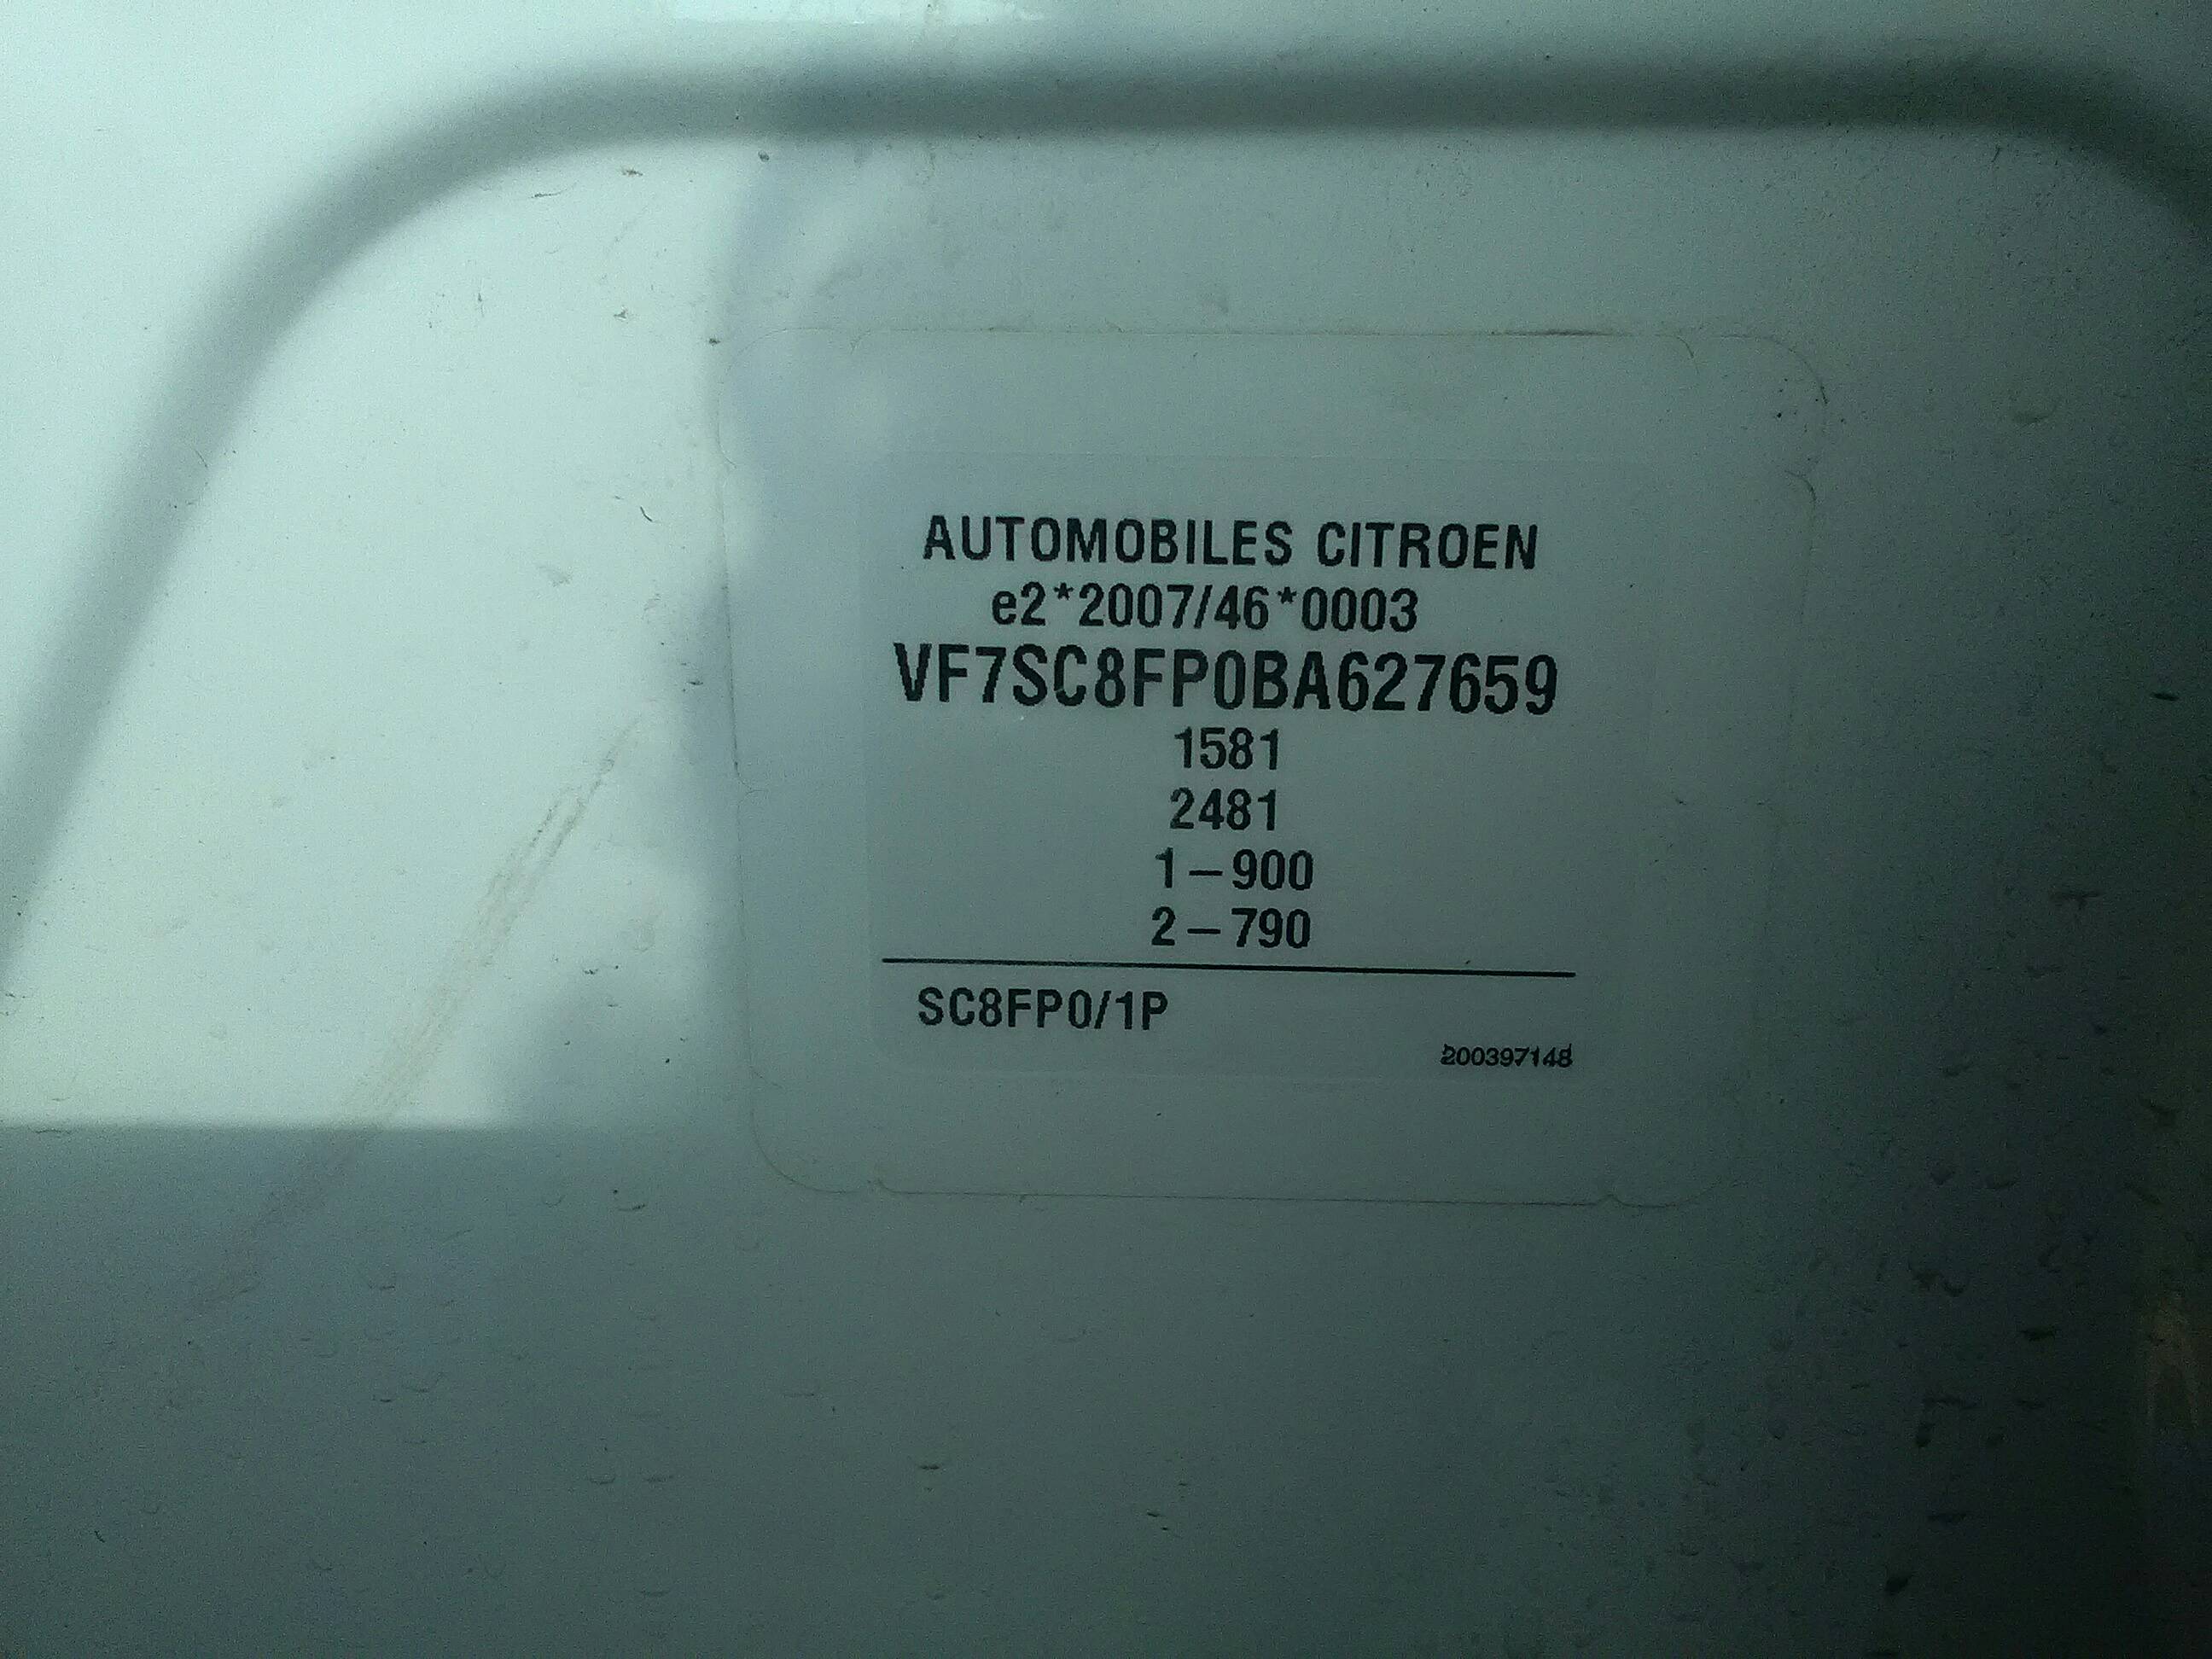 AUTOMOBILES CITROEN
e2*2007/46*0003
VF7SC8FP0BA627659
1581
2481
1-900
2-790
SC8FP0/1P
200397148